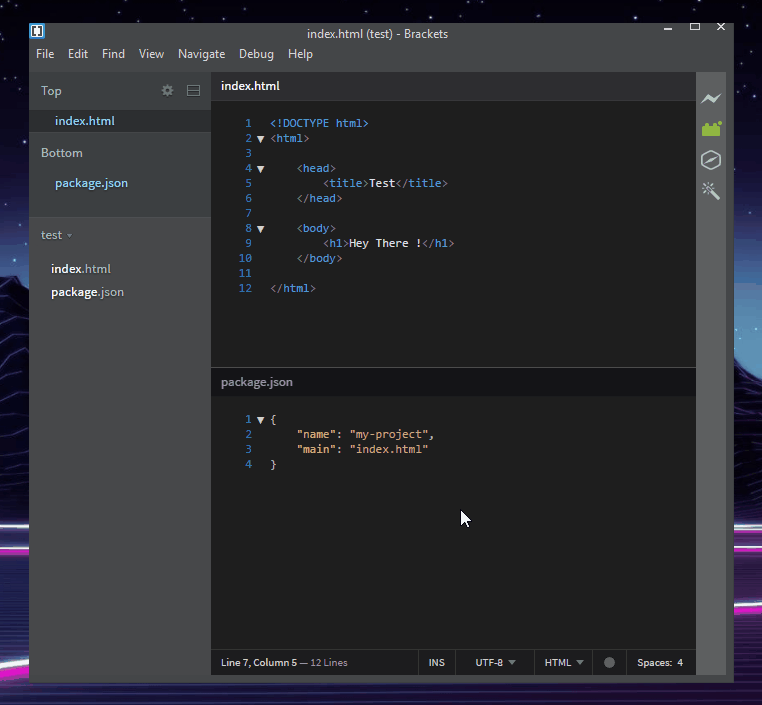 index.html (test) - Brackets
File Edit Find View Navigate Debug Help
Top
index.html
Bottom
package.json
test
index.html
package.json
index.html
1 <!DOCTYPE html>
2 <html>
3
4 <head>
5 <title>Test</title>
6 </head>
7
8 <body>
9 <h1>Hey There !</h1>
10 </body>
11
12 </html>
package.json
1 {
2 "name": "my-project",
3 "main": "index.html"
4 }
Line 7, Column 5 — 12 Lines INS UTF-8 HTML Spaces: 4